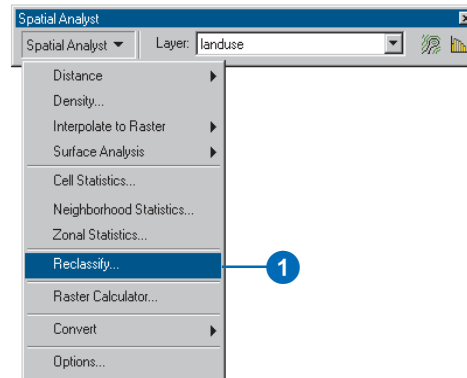 Spatial Analyst
Spatial Analyst Layer: landuse
Distance
Density...
Interpolate to Raster
Surface Analysis
Cell Statistics...
Neighborhood Statistics...
Zonal Statistics...
Reclassify... 1
Raster Calculator...
Convert
Options...